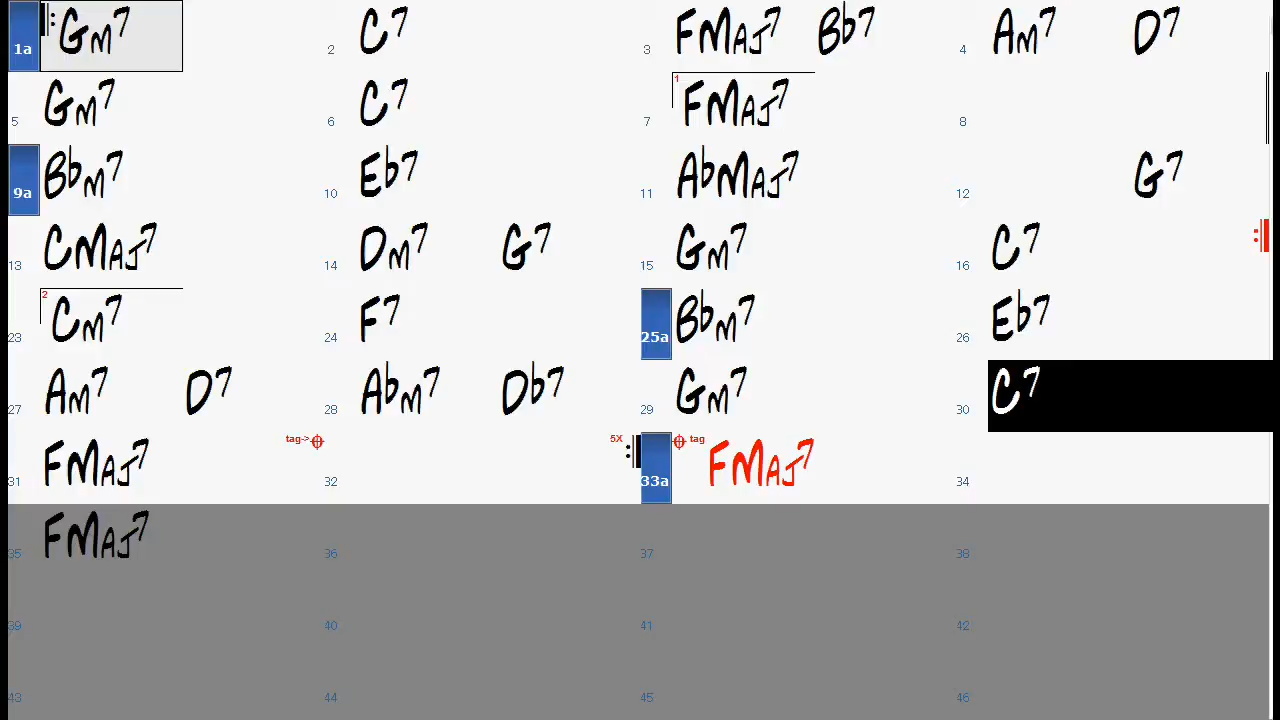 1a Gm7 2 C7 3 FMaj7 Bb7 4 Am7 D7
5 Gm7 6 C7 7 1 FMaj7 8
9a Bbm7 10 Eb7 11 AbMaj7 12 G7
13 CMaj7 14 Dm7 G7 15 Gm7 16 C7
23 2 Cm7 24 F7 25a Bbm7 26 Eb7
27 Am7 D7 28 Abm7 Db7 29 Gm7 30 C7
31 FMaj7 tag-> 32 5X 33a tag FMaj7 34
35 FMaj7 36 37 38
39 40 41 42
43 44 45 46